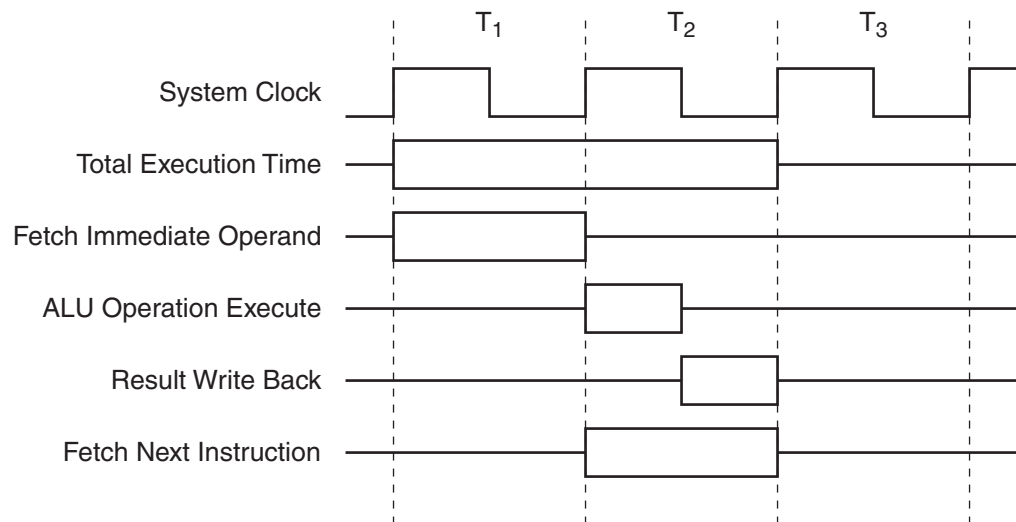 T1 T2 T3
System Clock
Total Execution Time
Fetch Immediate Operand
ALU Operation Execute
Result Write Back
Fetch Next Instruction